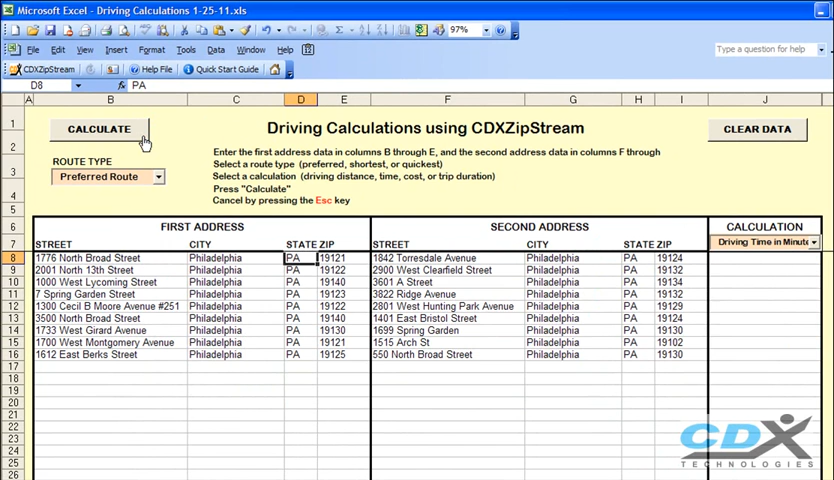 Microsoft Excel - Driving Calculations 1-25-11.xls
97%
File Edit View Insert Format Tools Data Window Help
Type a question for help
CDXZipStream Help File Quick Start Guide
D8 fx PA
A B C D E F G H I J
1 CALCULATE Driving Calculations using CDXZipStream CLEAR DATA
2 Enter the first address data in columns B through E, and the second address data in columns F through
ROUTE TYPE Select a route type (preferred, shortest, or quickest)
3 Preferred Route Select a calculation (driving distance, time, cost, or trip duration)
4 Press "Calculate"
Cancel by pressing the Esc key
5
6 FIRST ADDRESS SECOND ADDRESS CALCULATION
7 STREET CITY STATE ZIP STREET CITY STATE ZIP Driving Time in Minut
8 1776 North Broad Street Philadelphia PA 19121 1842 Torresdale Avenue Philadelphia PA 19124
9 2001 North 13th Street Philadelphia PA 19122 2900 West Clearfield Street Philadelphia PA 19132
10 1000 West Lycoming Street Philadelphia PA 19140 3601 A Street Philadelphia PA 19134
11 7 Spring Garden Street Philadelphia PA 19123 3822 Ridge Avenue Philadelphia PA 19132
12 1300 Cecil B Moore Avenue #251 Philadelphia PA 19122 2801 West Hunting Park Avenue Philadelphia PA 19129
13 3500 North Broad Street Philadelphia PA 19140 1401 East Bristol Street Philadelphia PA 19124
14 1733 West Girard Avenue Philadelphia PA 19130 1699 Spring Garden Philadelphia PA 19130
15 1700 West Montgomery Avenue Philadelphia PA 19121 1515 Arch St Philadelphia PA 19102
16 1612 East Berks Street Philadelphia PA 19125 550 North Broad Street Philadelphia PA 19130
17
18
19
20
21
22
23
24
25
26
CDX
TECHNOLOGIES